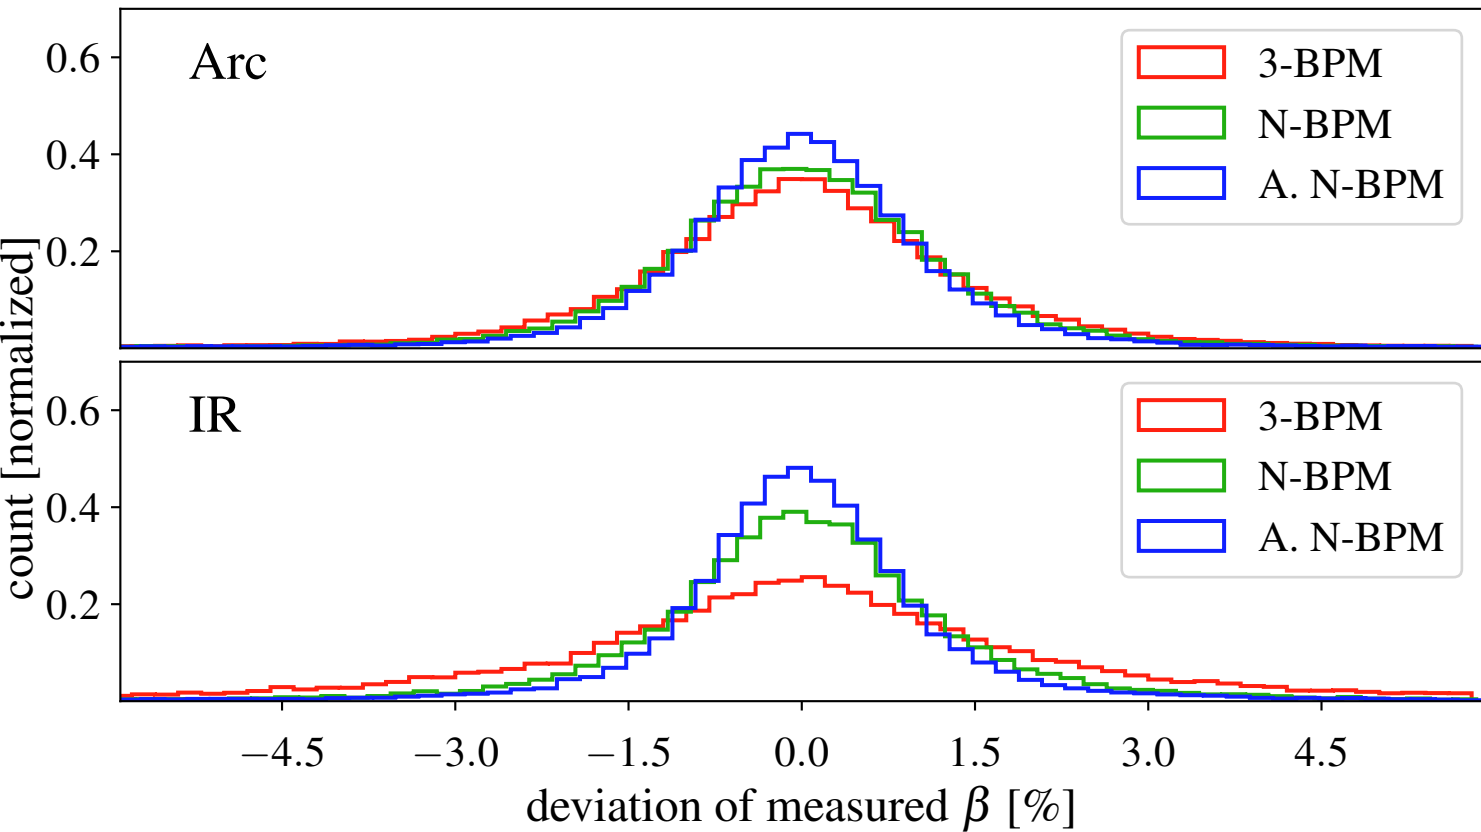 Arc
0.6
0.4
0.2
3-BPM
N-BPM
A. N-BPM
count [normalized]
IR
0.6
0.4
0.2
3-BPM
N-BPM
A. N-BPM
−4.5 −3.0 −1.5 0.0 1.5 3.0 4.5
deviation of measured β [%]